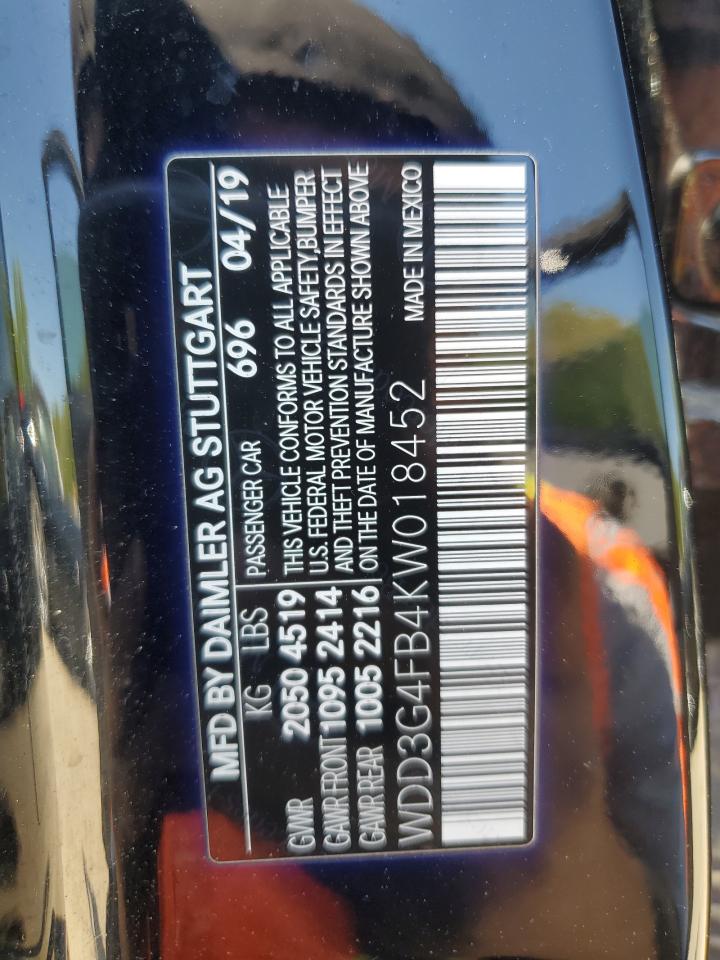 MFD BY DAIMLER AG STUTTGART
KG LBS 696 04/19
GVWR 2050 4519 PASSENGER CAR
GAWR FRONT 1095 2414 THIS VEHICLE CONFORMS TO ALL APPLICABLE
U.S. FEDERAL MOTOR VEHICLE SAFETY, BUMPER
GAWR REAR 1005 2216 AND THEFT PREVENTION STANDARDS IN EFFECT
ON THE DATE OF MANUFACTURE SHOWN ABOVE
WDD3G4FB4KW018452 MADE IN MEXICO